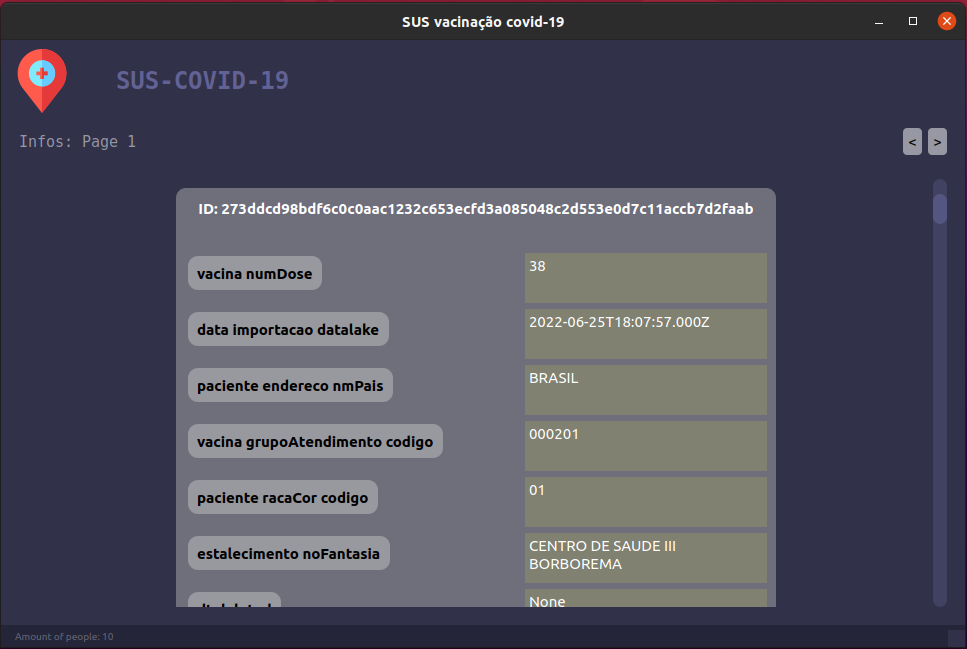 SUS vacinação covid-19
SUS-COVID-19
Infos: Page 1
< >
ID: 273ddcd98bdf6c0c0aac1232c653ecfd3a085048c2d553e0d7c11accb7d2faab
vacina numDose
38
data importacao datalake
2022-06-25T18:07:57.000Z
paciente endereco nmPais
BRASIL
vacina grupoAtendimento codigo
000201
paciente racaCor codigo
01
estalecimento noFantasia
CENTRO DE SAUDE III
BORBOREMA
None
Amount of people: 10